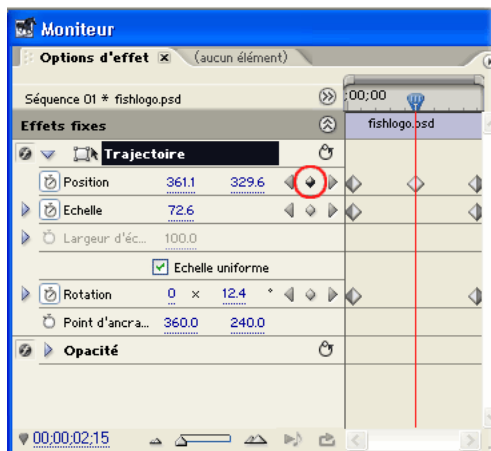 Moniteur
Options d'effet (aucun élément)
Séquence 01 * fishlogo.psd
;00;00
Effets fixes
fishlogo.psd
Trajectoire
Position 361.1 329.6
Echelle 72.6
Largeur d'éc... 100.0
Echelle uniforme
Rotation 0 × 12.4 °
Point d'ancra... 360.0 240.0
Opacité
00;00;02;15